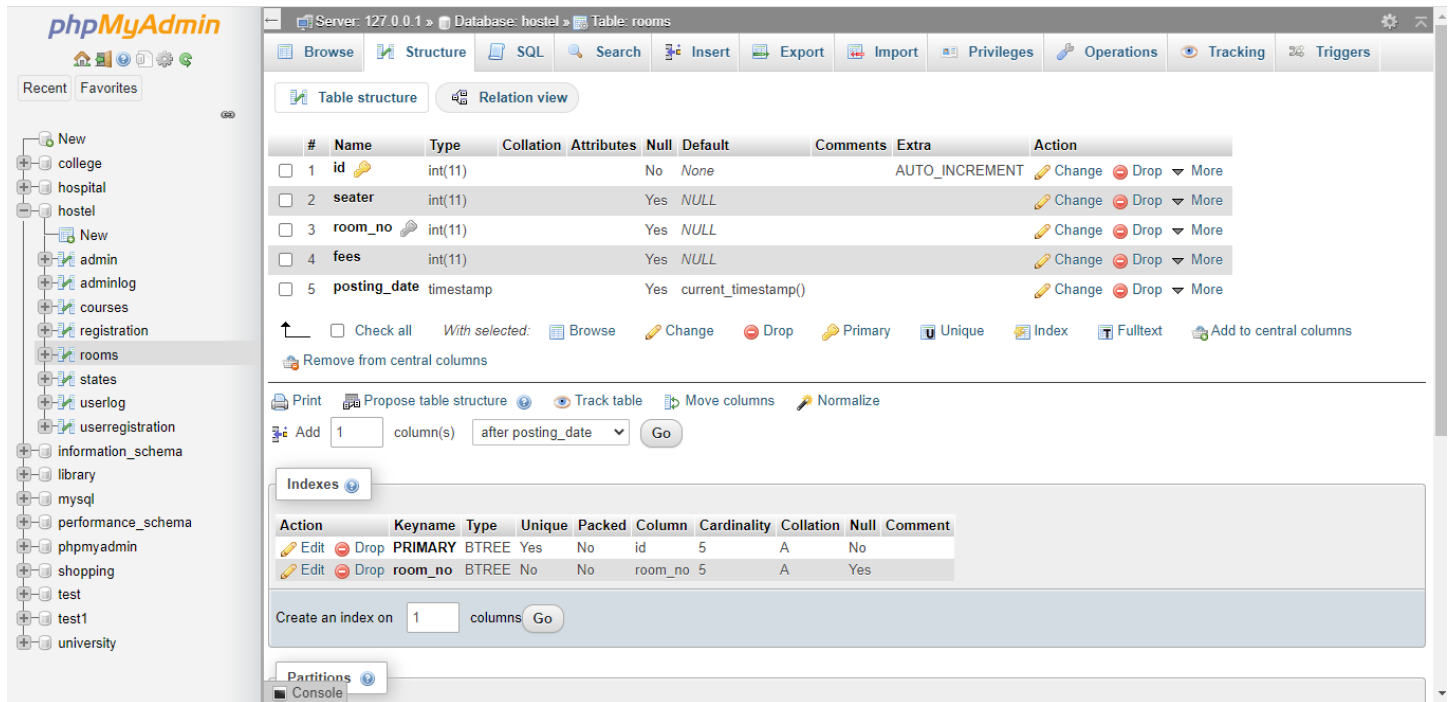 phpMyAdmin
Recent Favorites
New
college
hospital
hostel
New
admin
adminlog
courses
registration
rooms
states
userlog
userregistration
information_schema
library
mysql
performance_schema
phpmyadmin
shopping
test
test1
university
Server: 127.0.0.1 » Database: hostel » Table: rooms
Browse Structure SQL Search Insert Export Import Privileges Operations Tracking Triggers
Table structure Relation view
# Name Type Collation Attributes Null Default Comments Extra Action
1 id int(11) No None AUTO_INCREMENT Change Drop More
2 seater int(11) Yes NULL Change Drop More
3 room_no int(11) Yes NULL Change Drop More
4 fees int(11) Yes NULL Change Drop More
5 posting_date timestamp Yes current_timestamp() Change Drop More
Check all With selected: Browse Change Drop Primary U Unique Index T Fulltext Add to central columns
Remove from central columns
Print Propose table structure Track table Move columns Normalize
Add 1 column(s) after posting_date Go
Indexes
Action Keyname Type Unique Packed Column Cardinality Collation Null Comment
Edit Drop PRIMARY BTREE Yes No id 5 A No
Edit Drop room_no BTREE No No room_no 5 A Yes
Create an index on 1 columns Go
Partitions
Console